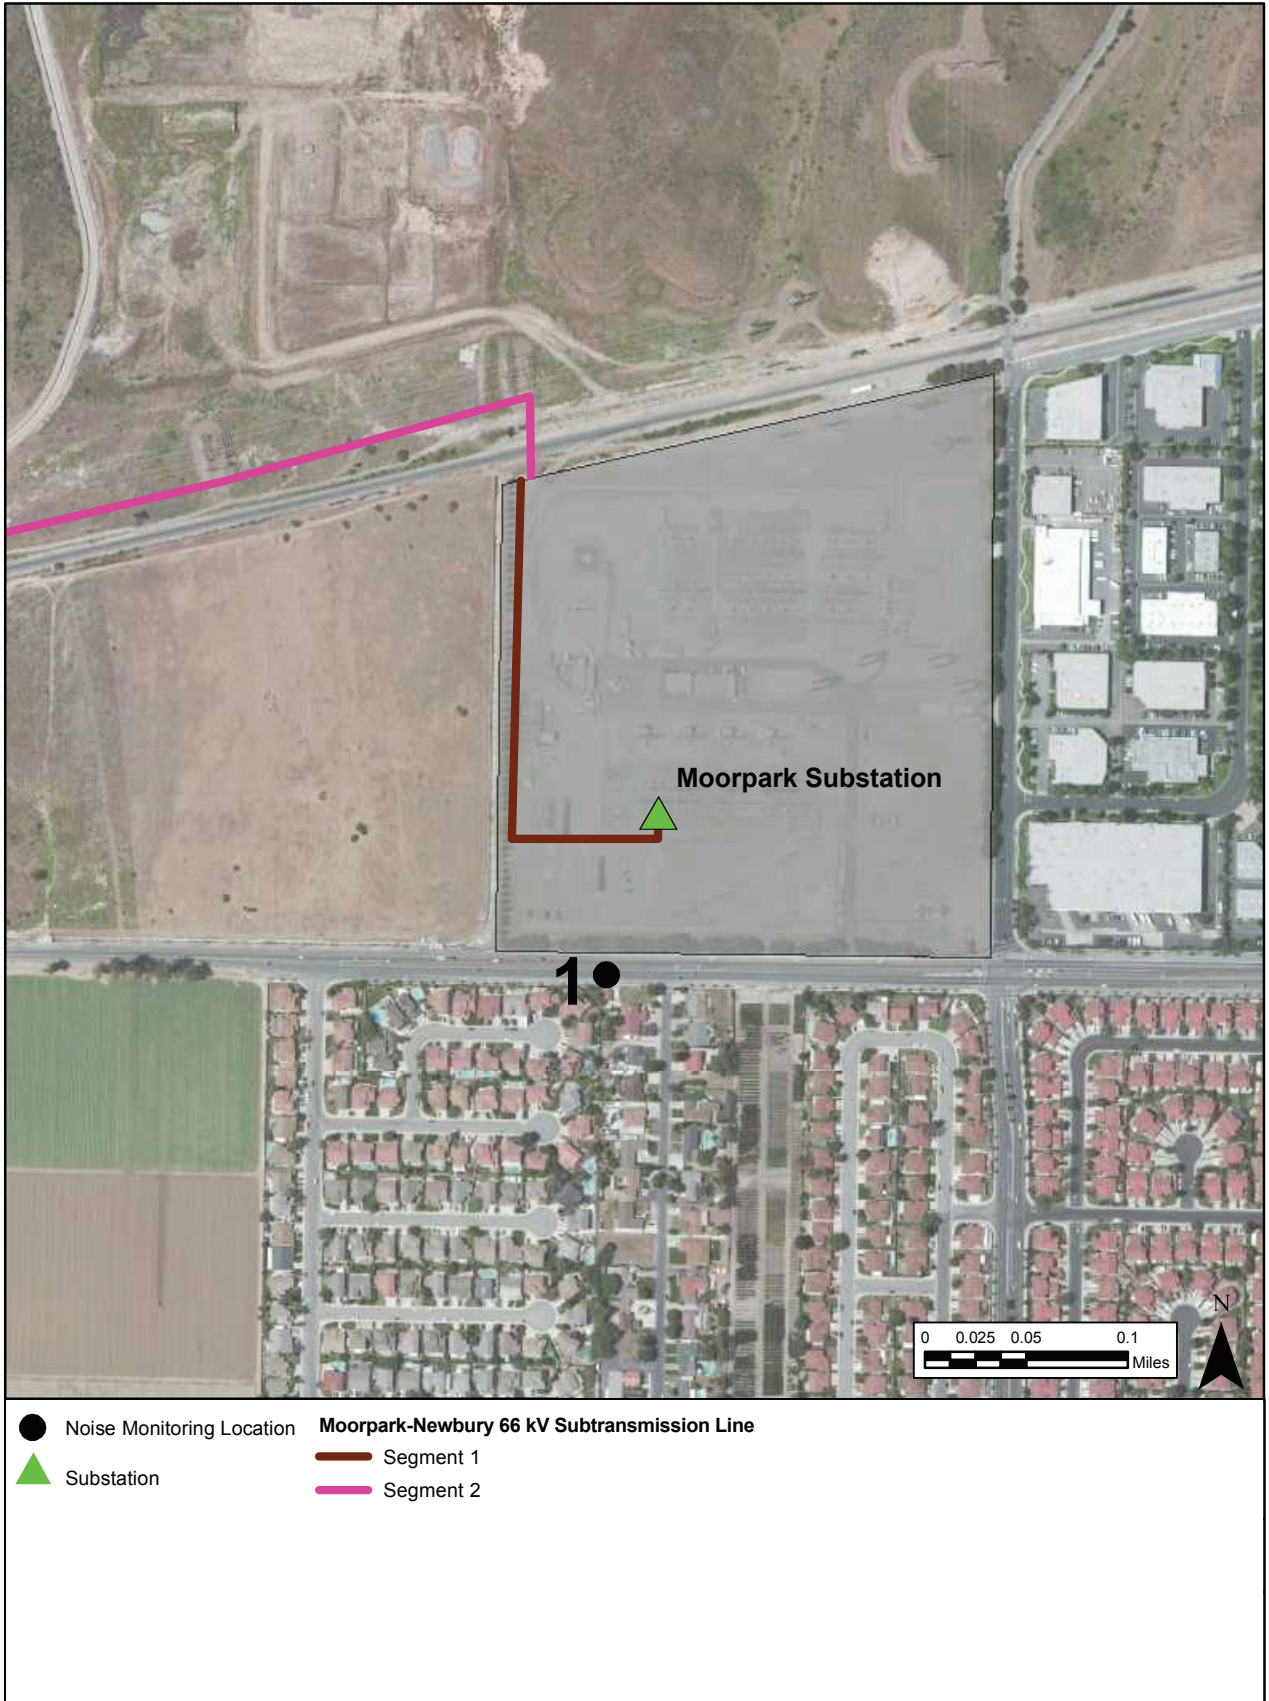 Moorpark Substation
1
N
0 0.025 0.05 0.1
Miles
Noise Monitoring Location
Substation
Moorpark-Newbury 66 kV Subtransmission Line
Segment 1
Segment 2